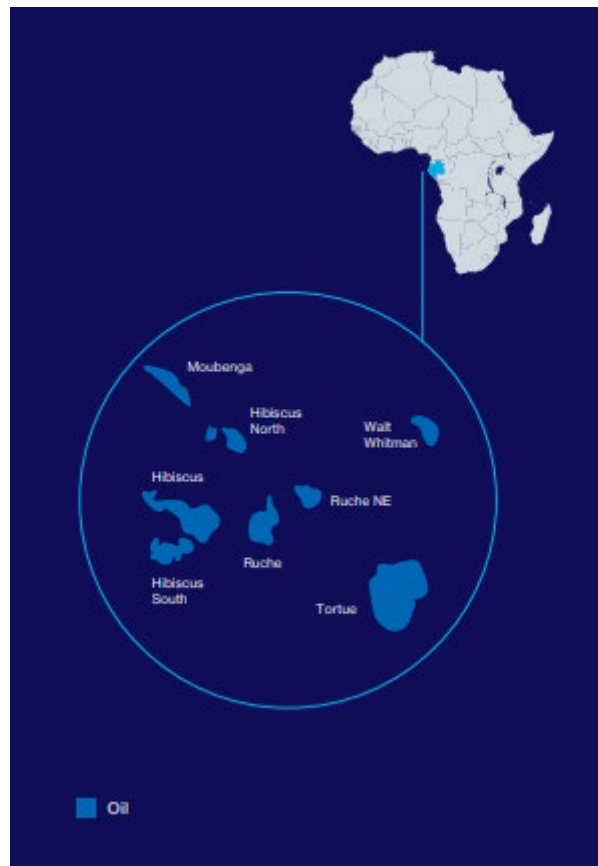 Moubenga
Hibiscus
North
Walt
Whitman
Hibiscus
Ruche NE
Ruche
Hibiscus
South
Tortue
Oil